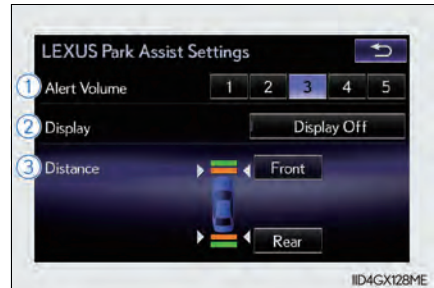 LEXUS Park Assist Settings
1 Alert Volume 1 2 3 4 5
2 Display Display Off
3 Distance Front
Rear
IID4GX128ME